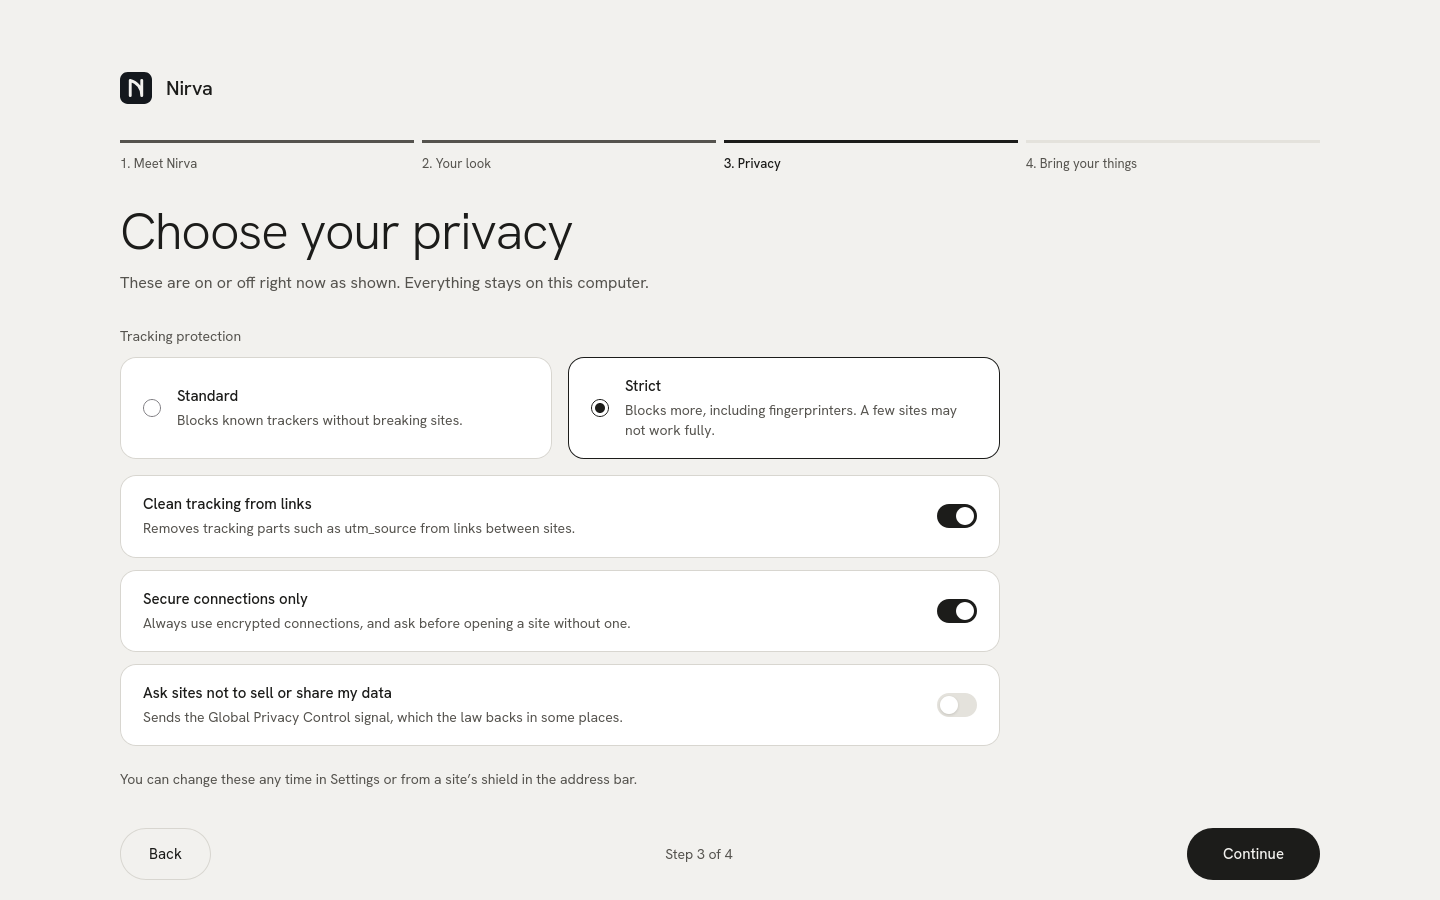 Nirva
1. Meet Nirva
2. Your look
3. Privacy
4. Bring your things
Choose your privacy
These are on or off right now as shown. Everything stays on this computer.
Tracking protection
Standard
Blocks known trackers without breaking sites.
Strict
Blocks more, including fingerprinters. A few sites may
not work fully.
Clean tracking from links
Removes tracking parts such as utm_source from links between sites.
Secure connections only
Always use encrypted connections, and ask before opening a site without one.
Ask sites not to sell or share my data
Sends the Global Privacy Control signal, which the law backs in some places.
You can change these any time in Settings or from a site’s shield in the address bar.
Back
Step 3 of 4
Continue